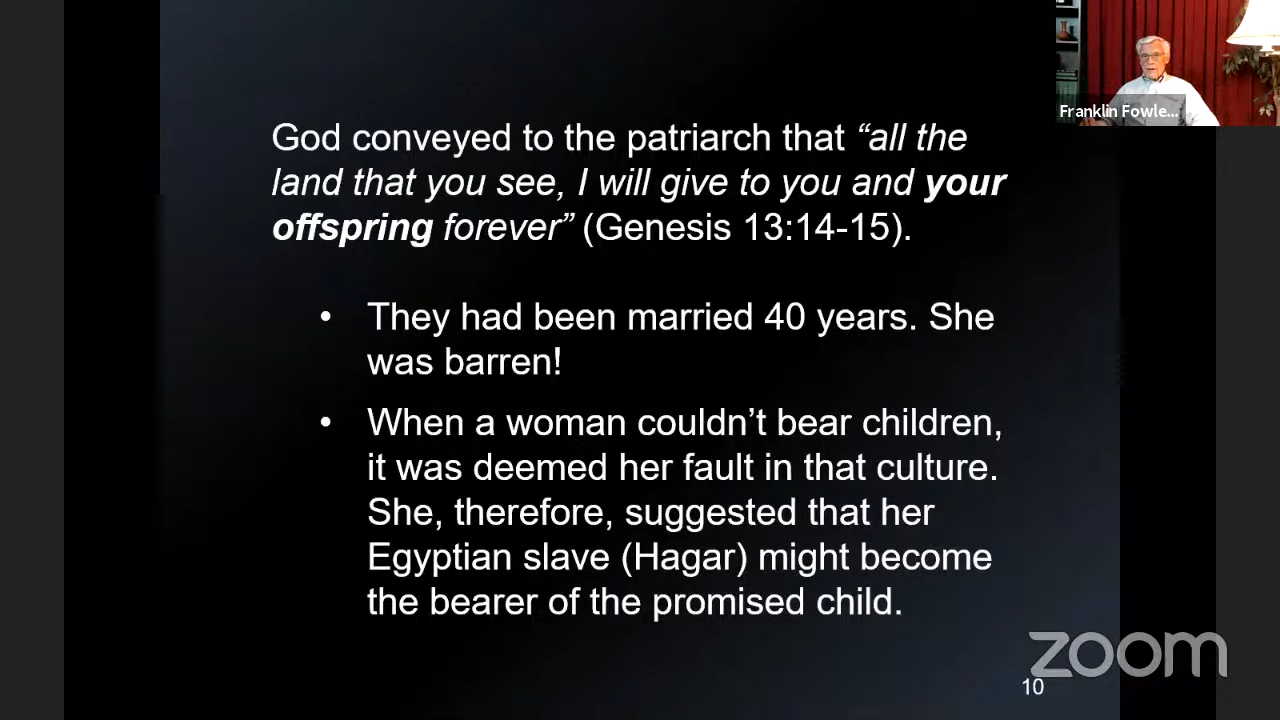 Franklin Fowle...
God conveyed to the patriarch that “all the
land that you see, I will give to you and your
offspring forever” (Genesis 13:14-15).
• They had been married 40 years. She
was barren!
• When a woman couldn’t bear children,
it was deemed her fault in that culture.
She, therefore, suggested that her
Egyptian slave (Hagar) might become
the bearer of the promised child.
zoom
10